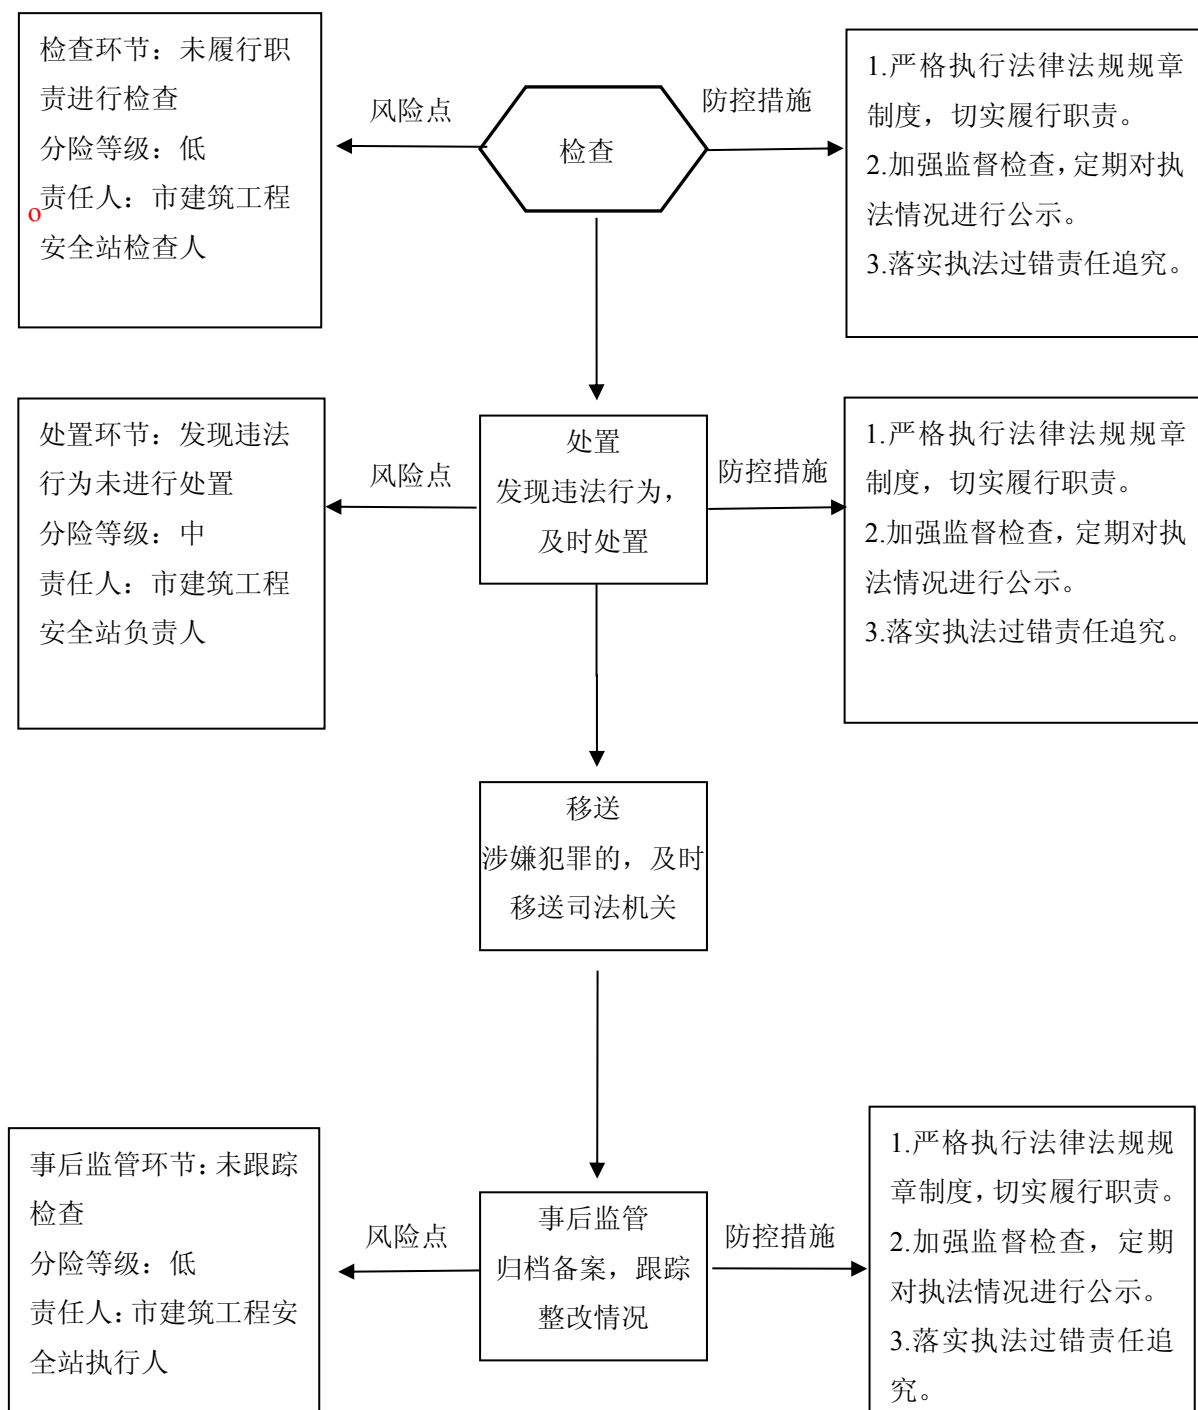 检查环节：未履行职
责进行检查
分险等级：低
责任人：市建筑工程
安全站检查人
o
风险点
检查
防控措施
1.严格执行法律法规规章
制度，切实履行职责。
2.加强监督检查，定期对执
法情况进行公示。
3.落实执法过错责任追究。
处置环节：发现违法
行为未进行处置
分险等级：中
责任人：市建筑工程
安全站负责人
风险点
处置
发现违法行为，
及时处置
防控措施
1.严格执行法律法规规章
制度，切实履行职责。
2.加强监督检查，定期对执
法情况进行公示。
3.落实执法过错责任追究。
移送
涉嫌犯罪的，及时
移送司法机关
事后监管环节：未跟踪
检查
分险等级：低
责任人：市建筑工程安
全站执行人
风险点
事后监管
归档备案，跟踪
整改情况
防控措施
1.严格执行法律法规规
章制度，切实履行职责。
2.加强监督检查，定期
对执法情况进行公示。
3.落实执法过错责任追
究。